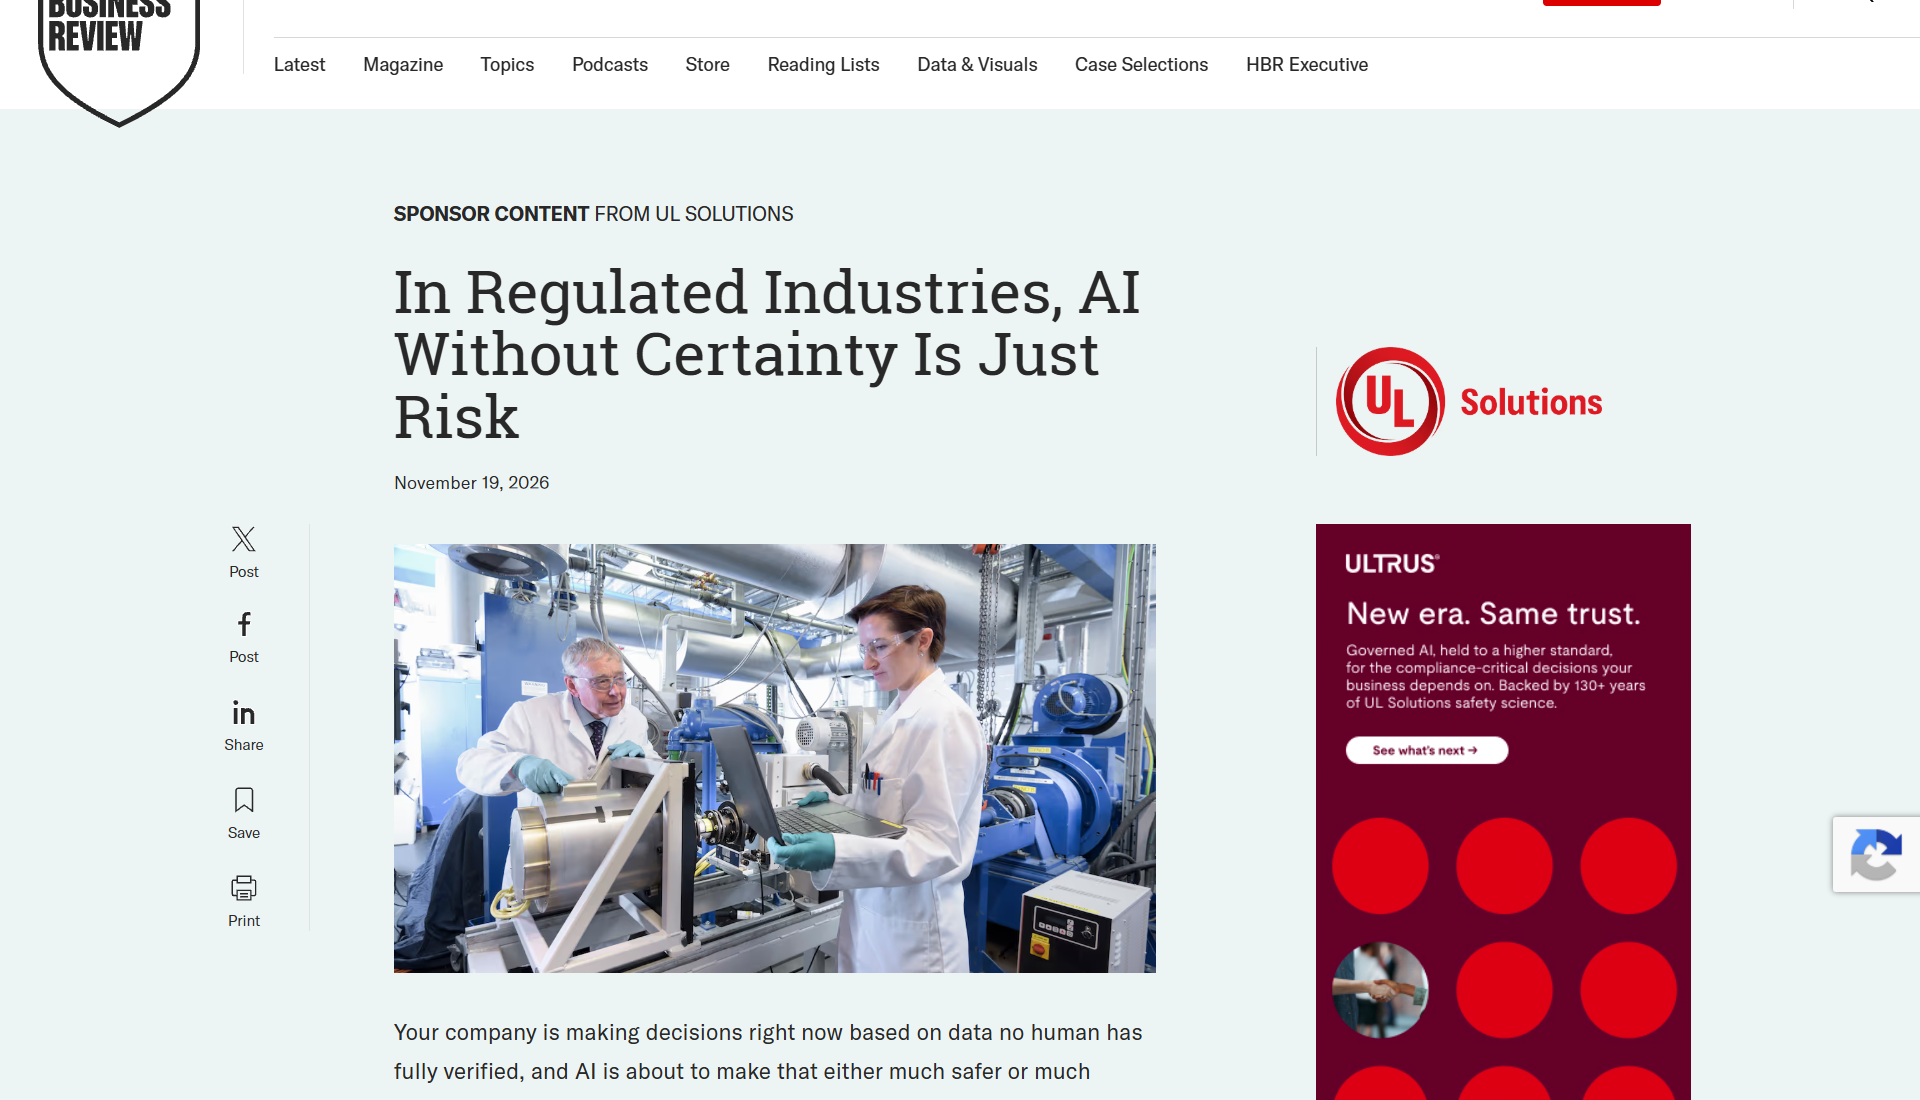 BUSINESS
REVIEW
Latest
Magazine
Topics
Podcasts
Store
Reading Lists
Data & Visuals
Case Selections
HBR Executive
SPONSOR CONTENT FROM UL SOLUTIONS
In Regulated Industries, AI
Without Certainty Is Just
Risk
November 19, 2026
UL Solutions
Post
Post
Share
Save
Print
ULTRUS®
New era. Same trust.
Governed AI, held to a higher standard,
for the compliance-critical decisions your
business depends on. Backed by 130+ years
of UL Solutions safety science.
See what's next →
Your company is making decisions right now based on data no human has
fully verified, and AI is about to make that either much safer or much